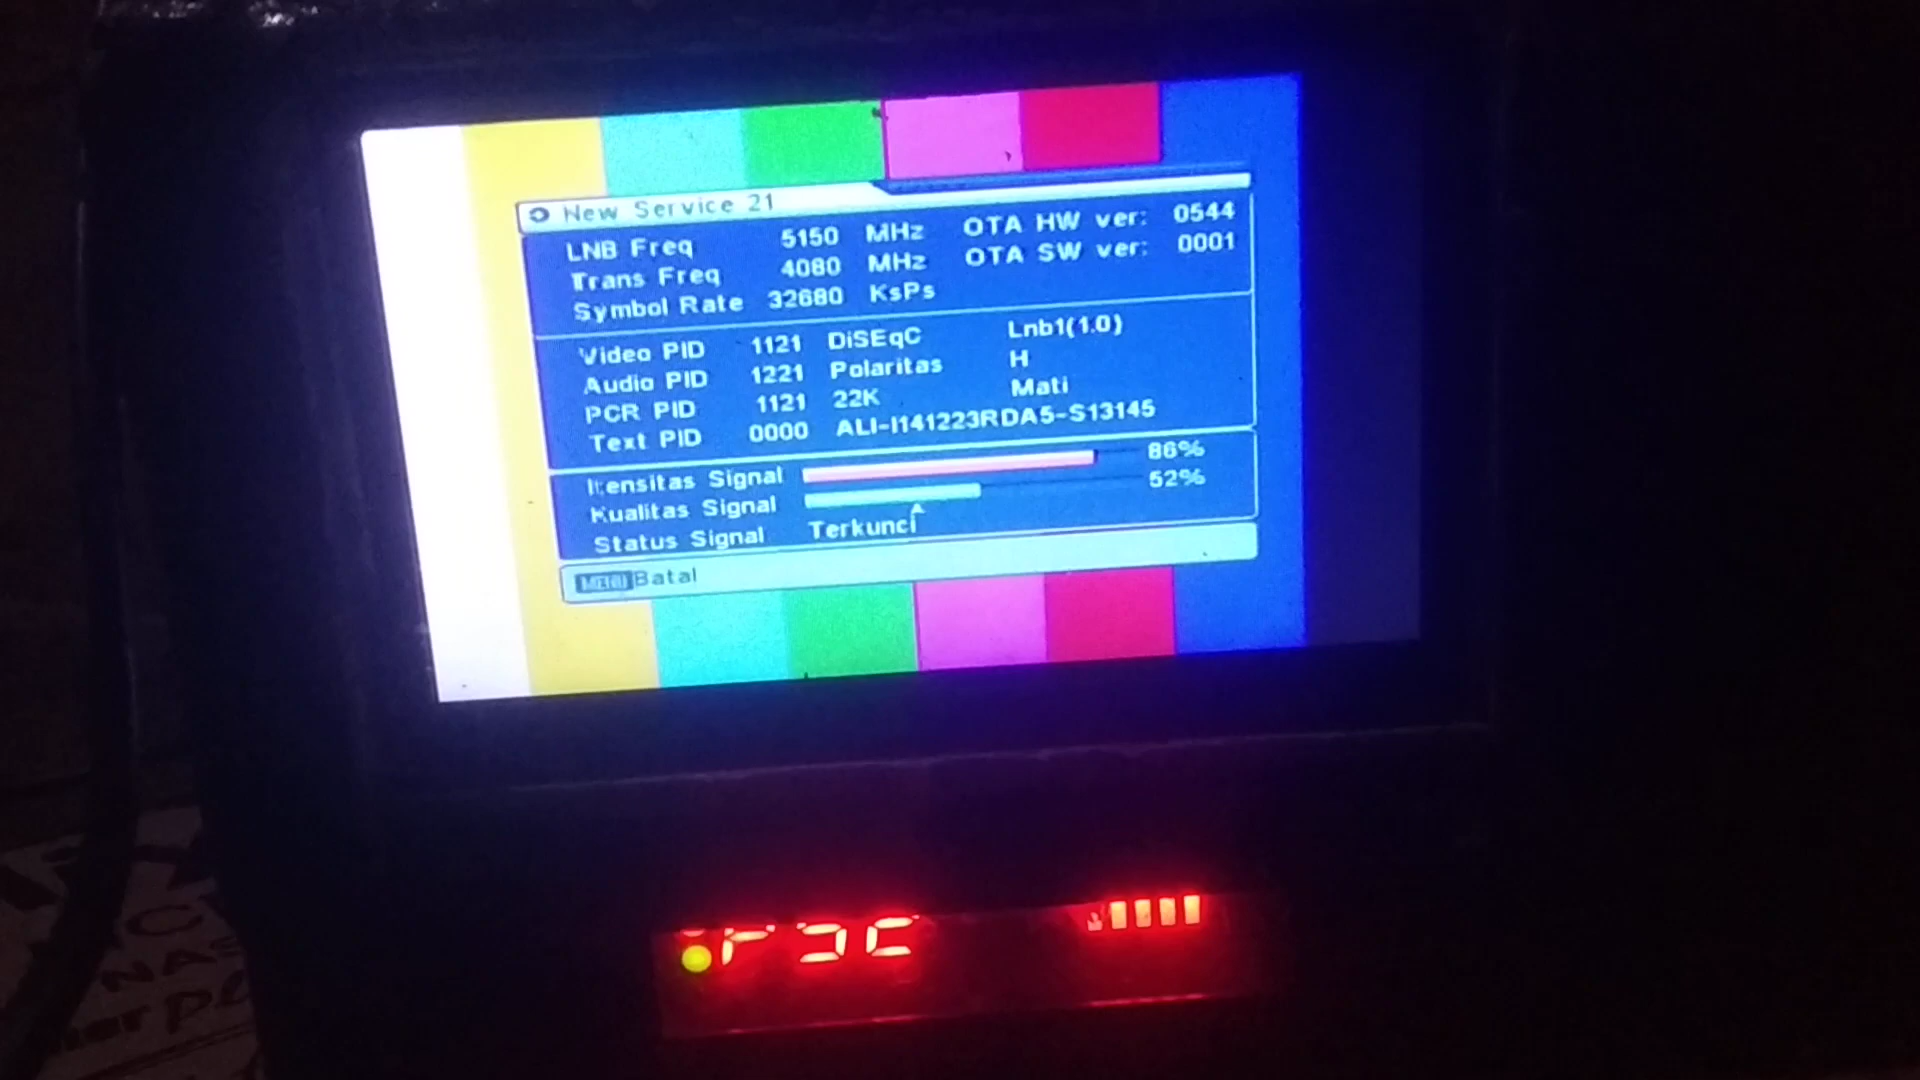 New Service 21
LNB Freq 5150 MHz OTA HW ver: 0544
Trans Freq 4080 MHz OTA SW ver: 0001
Symbol Rate 32680 KsPs
Video PID 1121 DiSEqC Lnb1(1.0)
Audio PID 1221 Polaritas H
PCR PID 1121 22K Mati
Text PID 0000 ALI-I141223RDA5-S13145
Itensitas Signal 86%
Kualitas Signal 52%
Status Signal Terkunci
MENU Batal